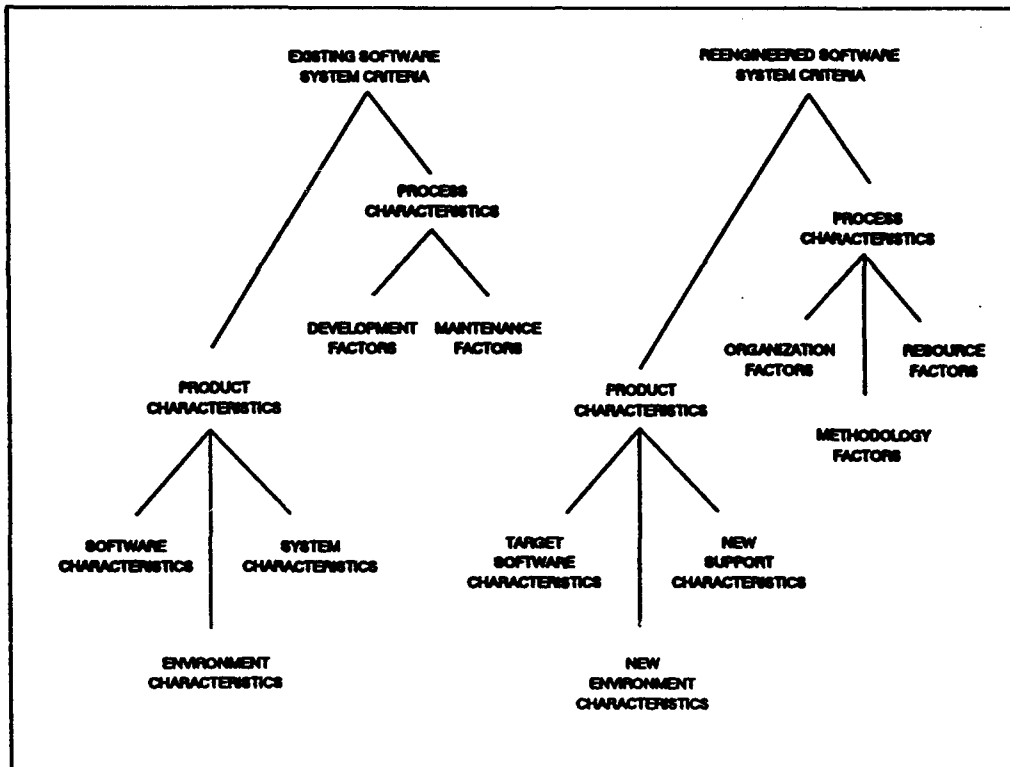 EXISTING SOFTWARE
SYSTEM CRITERIA
PROCESS
CHARACTERISTICS
DEVELOPMENT
FACTORS
MAINTENANCE
FACTORS
PRODUCT
CHARACTERISTICS
SOFTWARE
CHARACTERISTICS
SYSTEM
CHARACTERISTICS
ENVIRONMENT
CHARACTERISTICS
REENGINEERED SOFTWARE
SYSTEM CRITERIA
PROCESS
CHARACTERISTICS
ORGANIZATION
FACTORS
RESOURCE
FACTORS
METHODOLOGY
FACTORS
PRODUCT
CHARACTERISTICS
TARGET
SOFTWARE
CHARACTERISTICS
NEW
SUPPORT
CHARACTERISTICS
NEW
ENVIRONMENT
CHARACTERISTICS